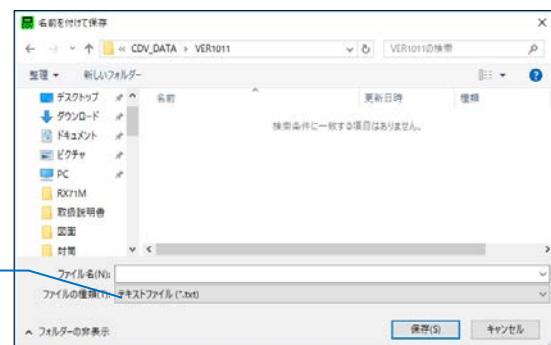 名前を付けて保存
« CDV_DATA > VER1011
VER1011の検索
整理 新しいフォルダー
名前 更新日時 種類
検索条件に一致する項目はありません。
デスクトップ
ダウンロード
ドキュメント
ピクチャ
PC
RX71M
取扱説明書
図面
封筒
ファイル名(N):
ファイルの種類(T): テキストファイル (*.txt)
フォルダーの非表示
保存(S) キャンセル